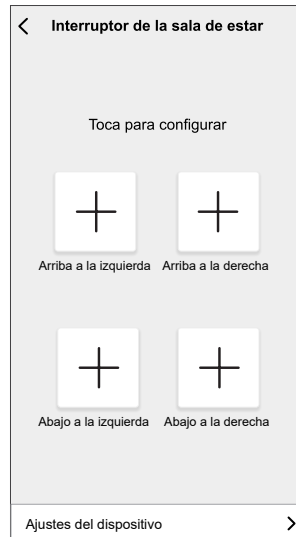 Interruptor de la sala de estar
Toca para configurar
Arriba a la izquierda Arriba a la derecha
Abajo a la izquierda Abajo a la derecha
Ajustes del dispositivo